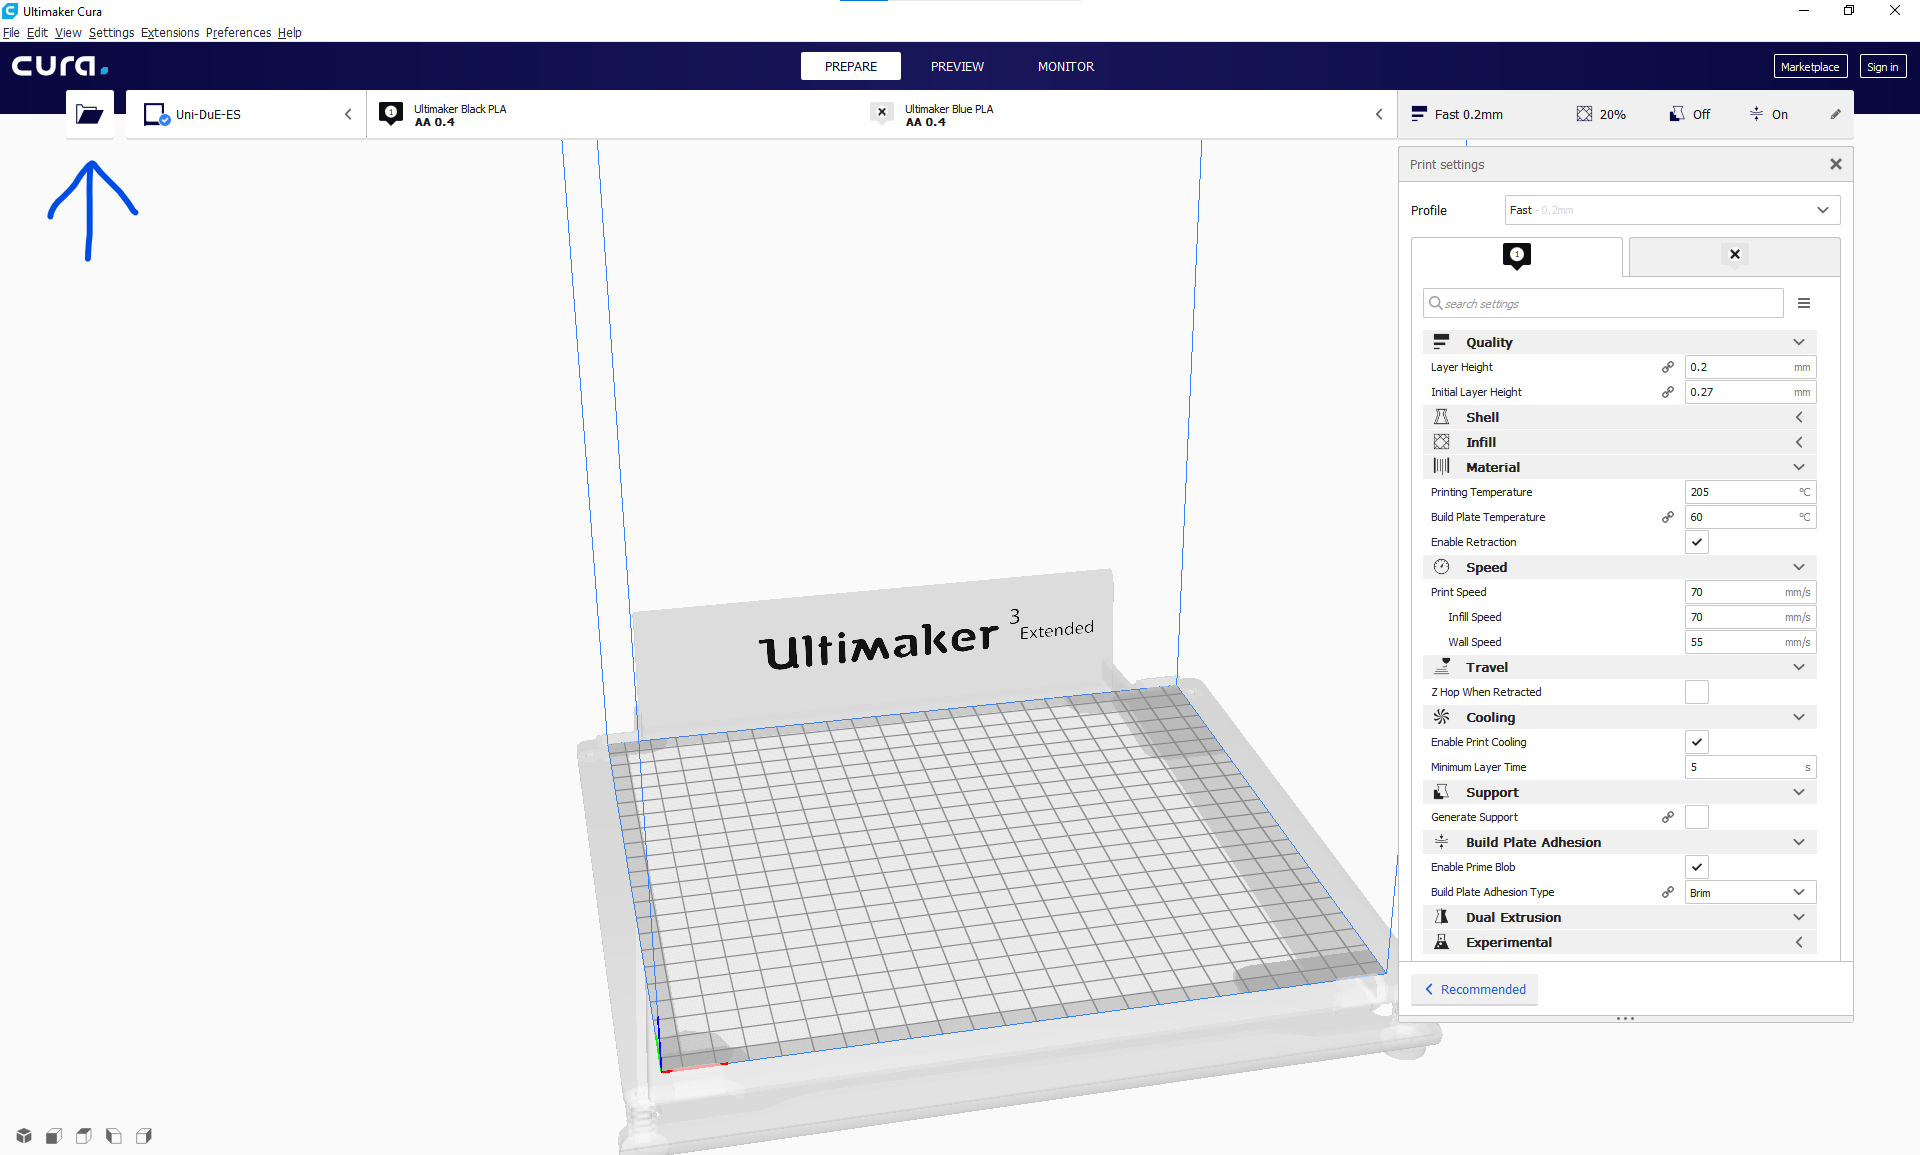 Ultimaker Cura
File Edit View Settings Extensions Preferences Help
cura.
PREPARE PREVIEW MONITOR
Marketplace Sign in
Uni-DuE-ES
1 Ultimaker Black PLA
AA 0.4
Ultimaker Blue PLA
AA 0.4
Fast 0.2mm 20% Off On
Print settings
Profile Fast - 0.2mm
1
search settings
Quality
Layer Height 0.2 mm
Initial Layer Height 0.27 mm
Shell
Infill
Material
Printing Temperature 205 °C
Build Plate Temperature 60 °C
Enable Retraction
Speed
Print Speed 70 mm/s
Infill Speed 70 mm/s
Wall Speed 55 mm/s
Travel
Z Hop When Retracted
Cooling
Enable Print Cooling
Minimum Layer Time 5 s
Support
Generate Support
Build Plate Adhesion
Enable Prime Blob
Build Plate Adhesion Type Brim
Dual Extrusion
Experimental
Recommended
Ultimaker 3 Extended